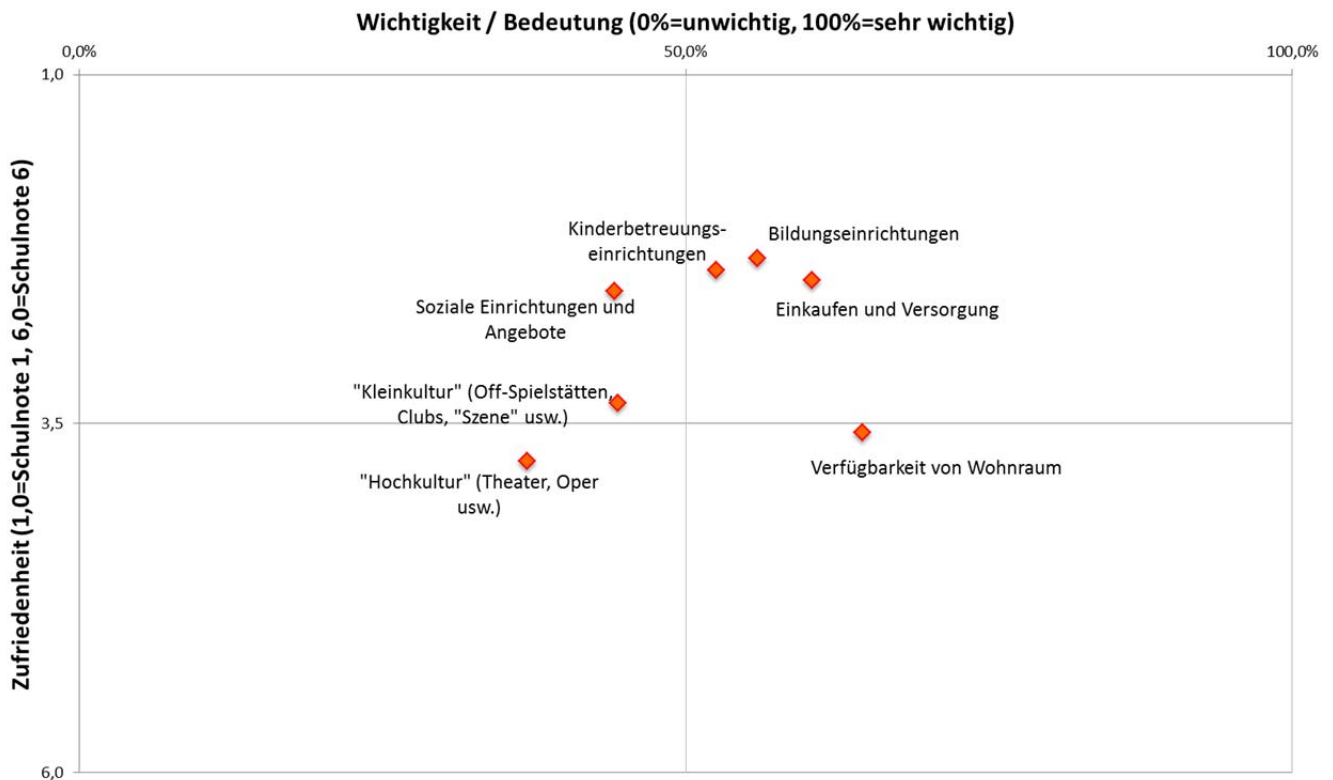 Wichtigkeit / Bedeutung (0%=unwichtig, 100%=sehr wichtig)
0,0%
50,0%
100,0%
1,0
Zufriedenheit (1,0=Schulnote 1, 6,0=Schulnote 6)
Kinderbetreuungs-
einrichtungen
Bildungseinrichtungen
Soziale Einrichtungen und
Angebote
Einkaufen und Versorgung
"Kleinkultur" (Off-Spielstätten,
Clubs, "Szene" usw.)
3,5
Verfügbarkeit von Wohnraum
"Hochkultur" (Theater, Oper
usw.)
6,0